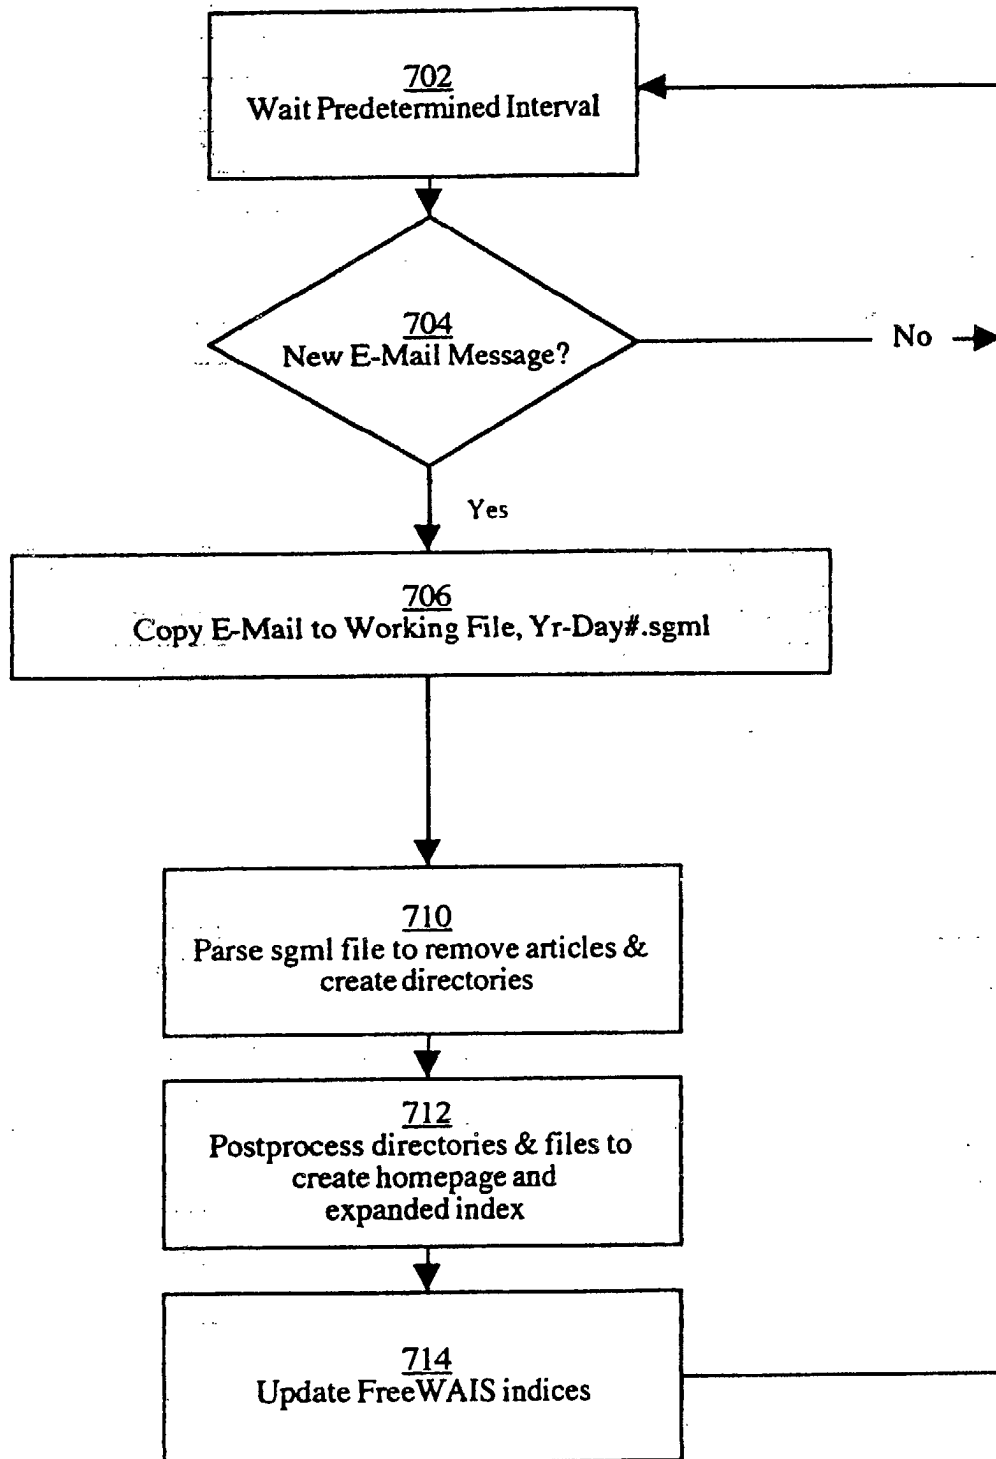 702
Wait Predetermined Interval
704
New E-Mail Message?
No
Yes
706
Copy E-Mail to Working File, Yr-Day#.sgml
710
Parse sgml file to remove articles &
create directories
712
Postprocess directories & files to
create homepage and
expanded index
714
Update FreeWAIS indices